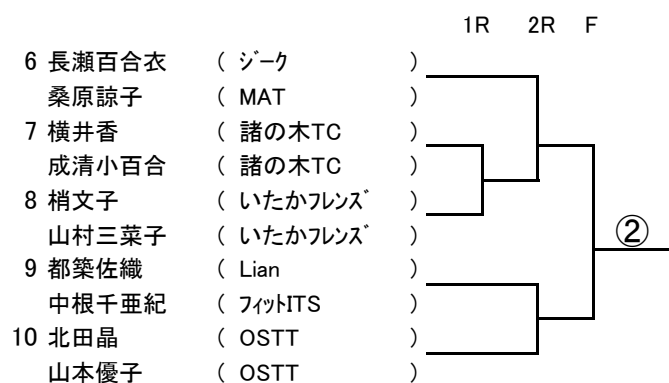 1R 2R F
6 長瀬百合衣 ( ジーク )
桑原諒子 ( MAT )
7 横井香 ( 諸の木TC )
成清小百合 ( 諸の木TC )
8 梢文子 ( いたかフレンズ )
山村三菜子 ( いたかフレンズ )
②
9 都築佐織 ( Lian )
中根千亜紀 ( フィットITS )
10 北田晶 ( OSTT )
山本優子 ( OSTT )